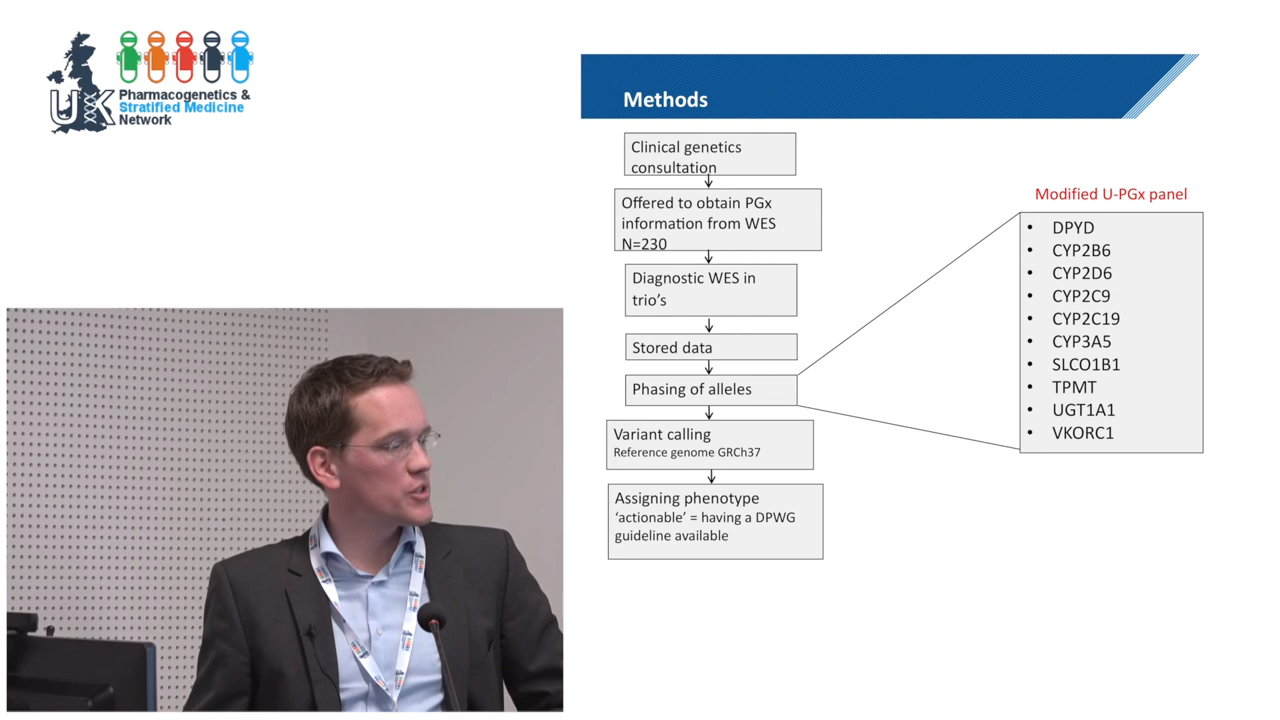 UK
Pharmacogenetics &
Stratified Medicine
Network
Methods
Clinical genetics
consultation
Offered to obtain PGx
information from WES
N=230
Diagnostic WES in
trio's
Stored data
Phasing of alleles
Variant calling
Reference genome GRCh37
Assigning phenotype
‘actionable’ = having a DPWG
guideline available
Modified U-PGx panel
• DPYD
• CYP2B6
• CYP2D6
• CYP2C9
• CYP2C19
• CYP3A5
• SLCO1B1
• TPMT
• UGT1A1
• VKORC1